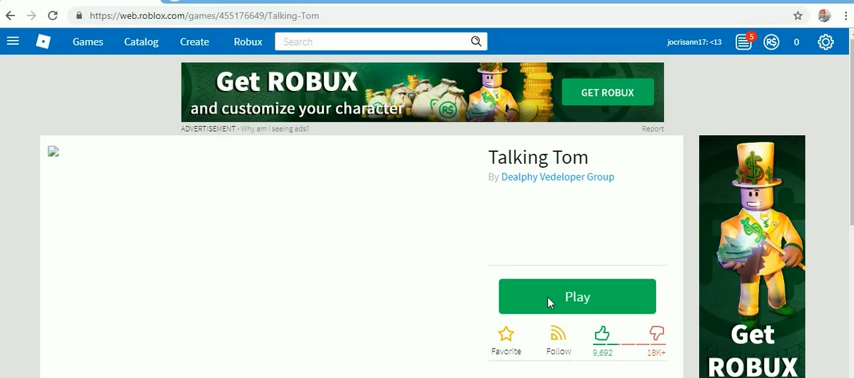 https://web.roblox.com/games/455176649/Talking-Tom
Games Catalog Create Robux Search jocrisann17: <13 5 R$ 0
Get ROBUX
and customize your character
GET ROBUX
ADVERTISEMENT - Why am I seeing ads? Report
Talking Tom
By Dealphy Vedeloper Group
Play
Favorite Follow 9,692 18K+
Get
ROBUX